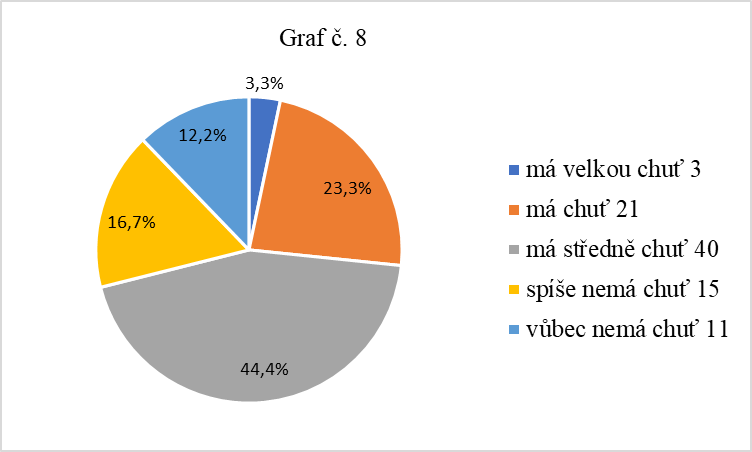 Graf č. 8
3,3%
23,3%
44,4%
16,7%
12,2%
má velkou chuť 3
má chuť 21
má středně chuť 40
spíše nemá chuť 15
vůbec nemá chuť 11